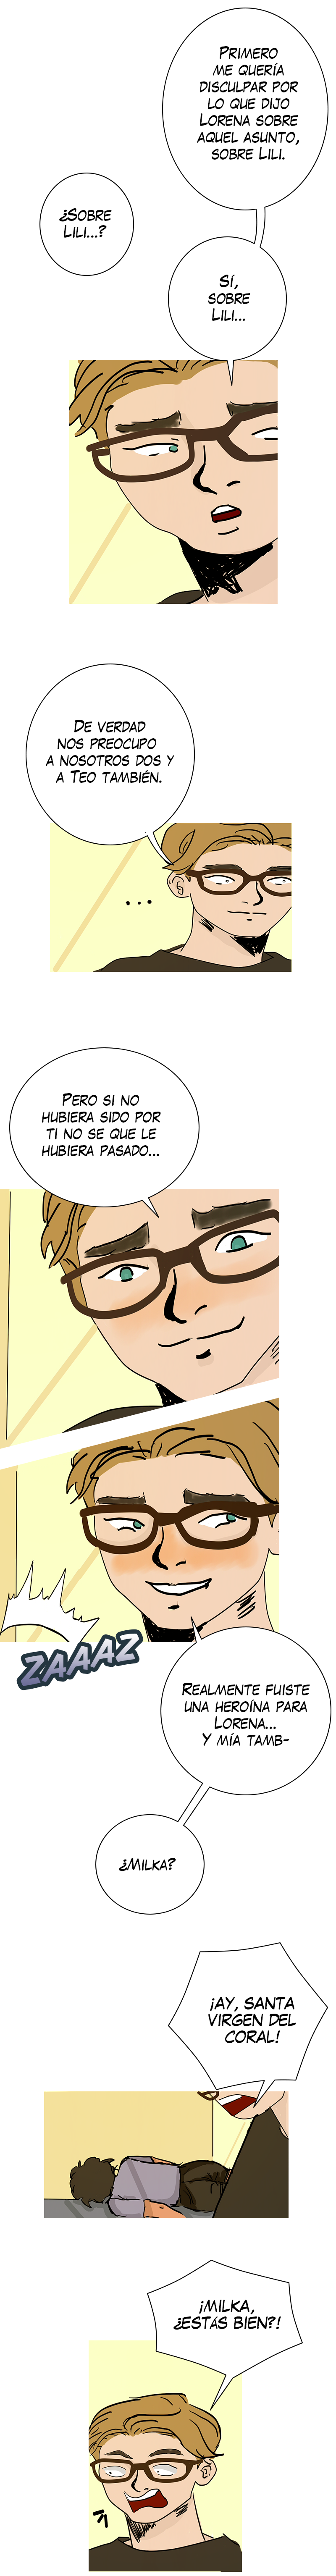 PRIMERO
ME QUERÍA
DISCULPAR POR
LO QUE DIJO
LORENA SOBRE
AQUEL ASUNTO,
SOBRE LILI.
¿SOBRE
LILI...?
SÍ,
SOBRE
LILI...
DE VERDAD
NOS PREOCUPO
A NOSOTROS DOS Y
A TEO TAMBIÉN.
...
PERO SI NO
HUBIERA SIDO POR
TI NO SE QUE LE
HUBIERA PASADO...
ZAAAZ
REALMENTE FUISTE
UNA HEROÍNA PARA
LORENA...
Y MÍA TAMB-
¿MILKA?
¡AY, SANTA
VIRGEN DEL
CORAL!
¡MILKA,
¿ESTÁS BIEN?!